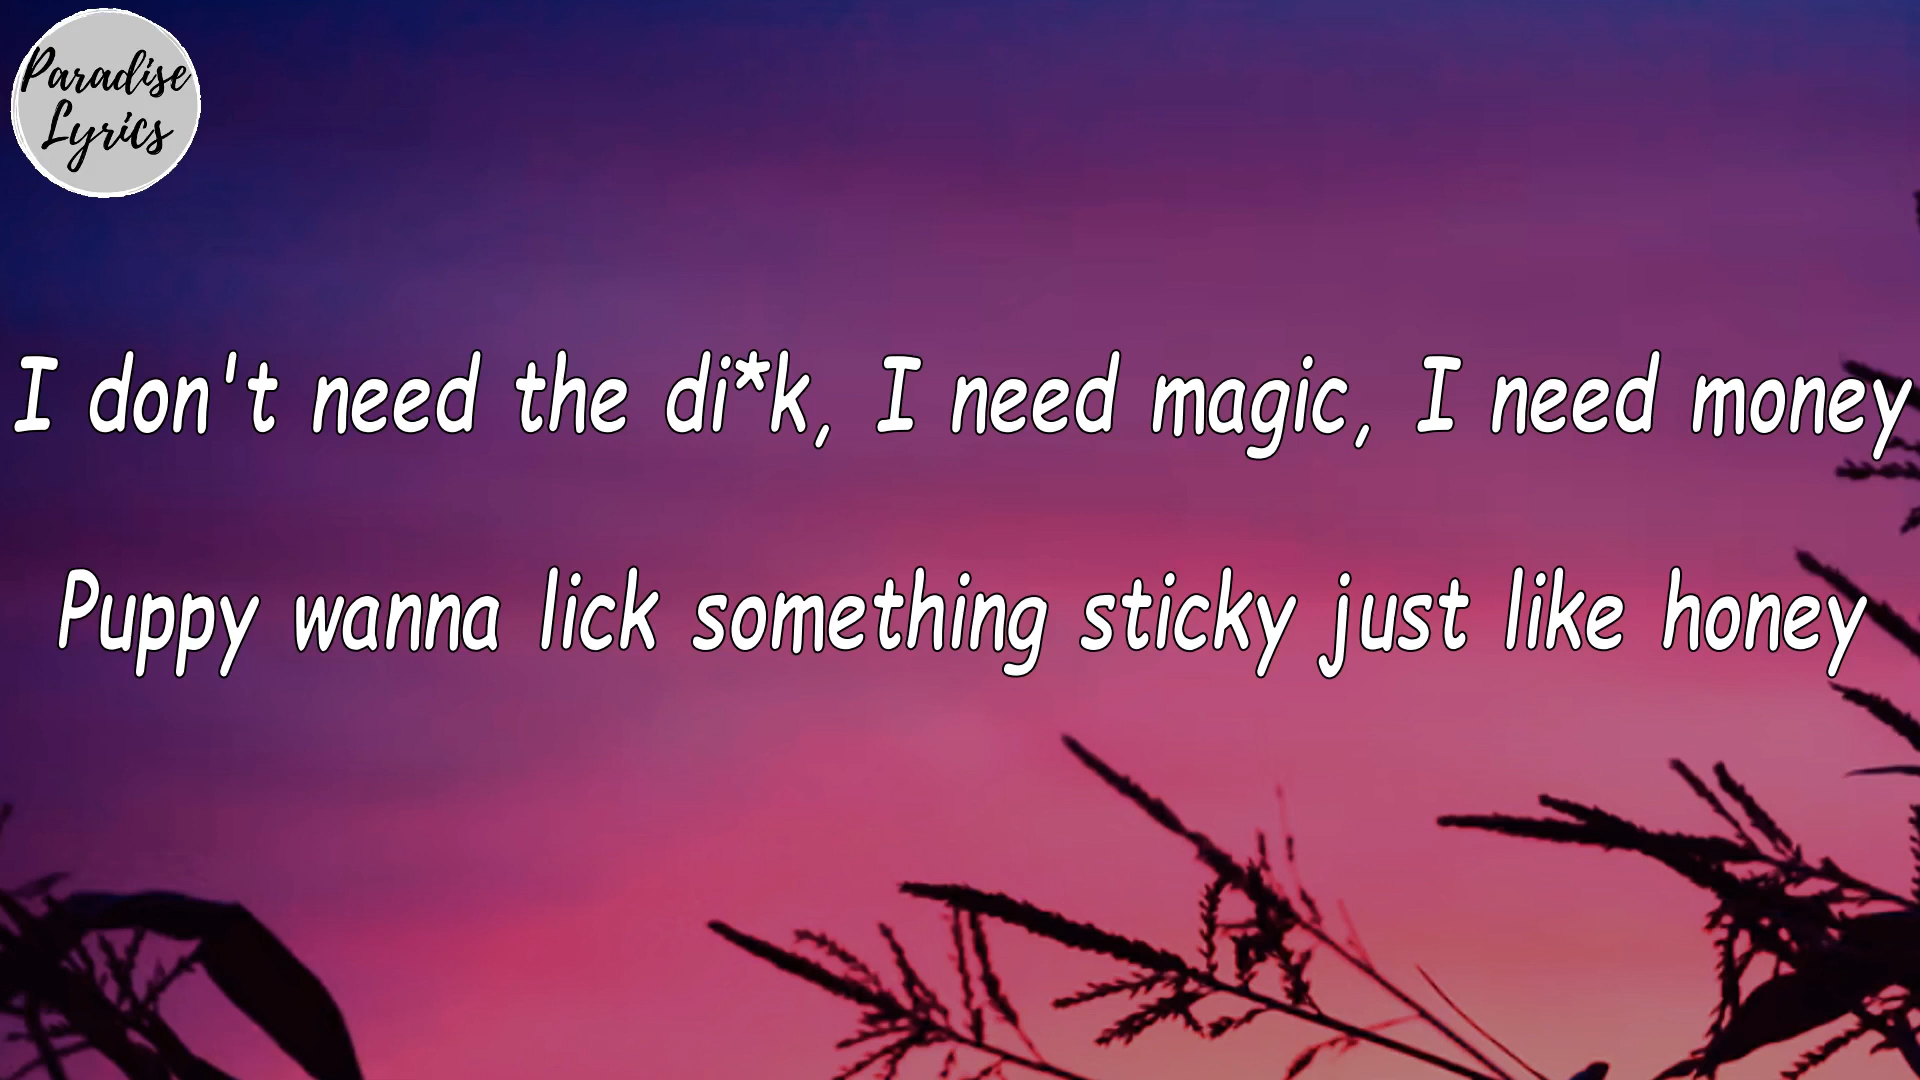 Paradise
Lyrics
I don't need the di*k, I need magic, I need money
Puppy wanna lick something sticky just like honey